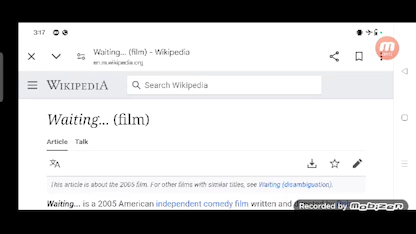 3:17
Waiting... (film) - Wikipedia
en.m.wikipedia.org
WIKIPEDIA
Search Wikipedia
Waiting... (film)
Article Talk
This article is about the 2005 film. For other films with similar titles, see Waiting (disambiguation).
Waiting... is a 2005 American independent comedy film written and
Recorded by Mobizen